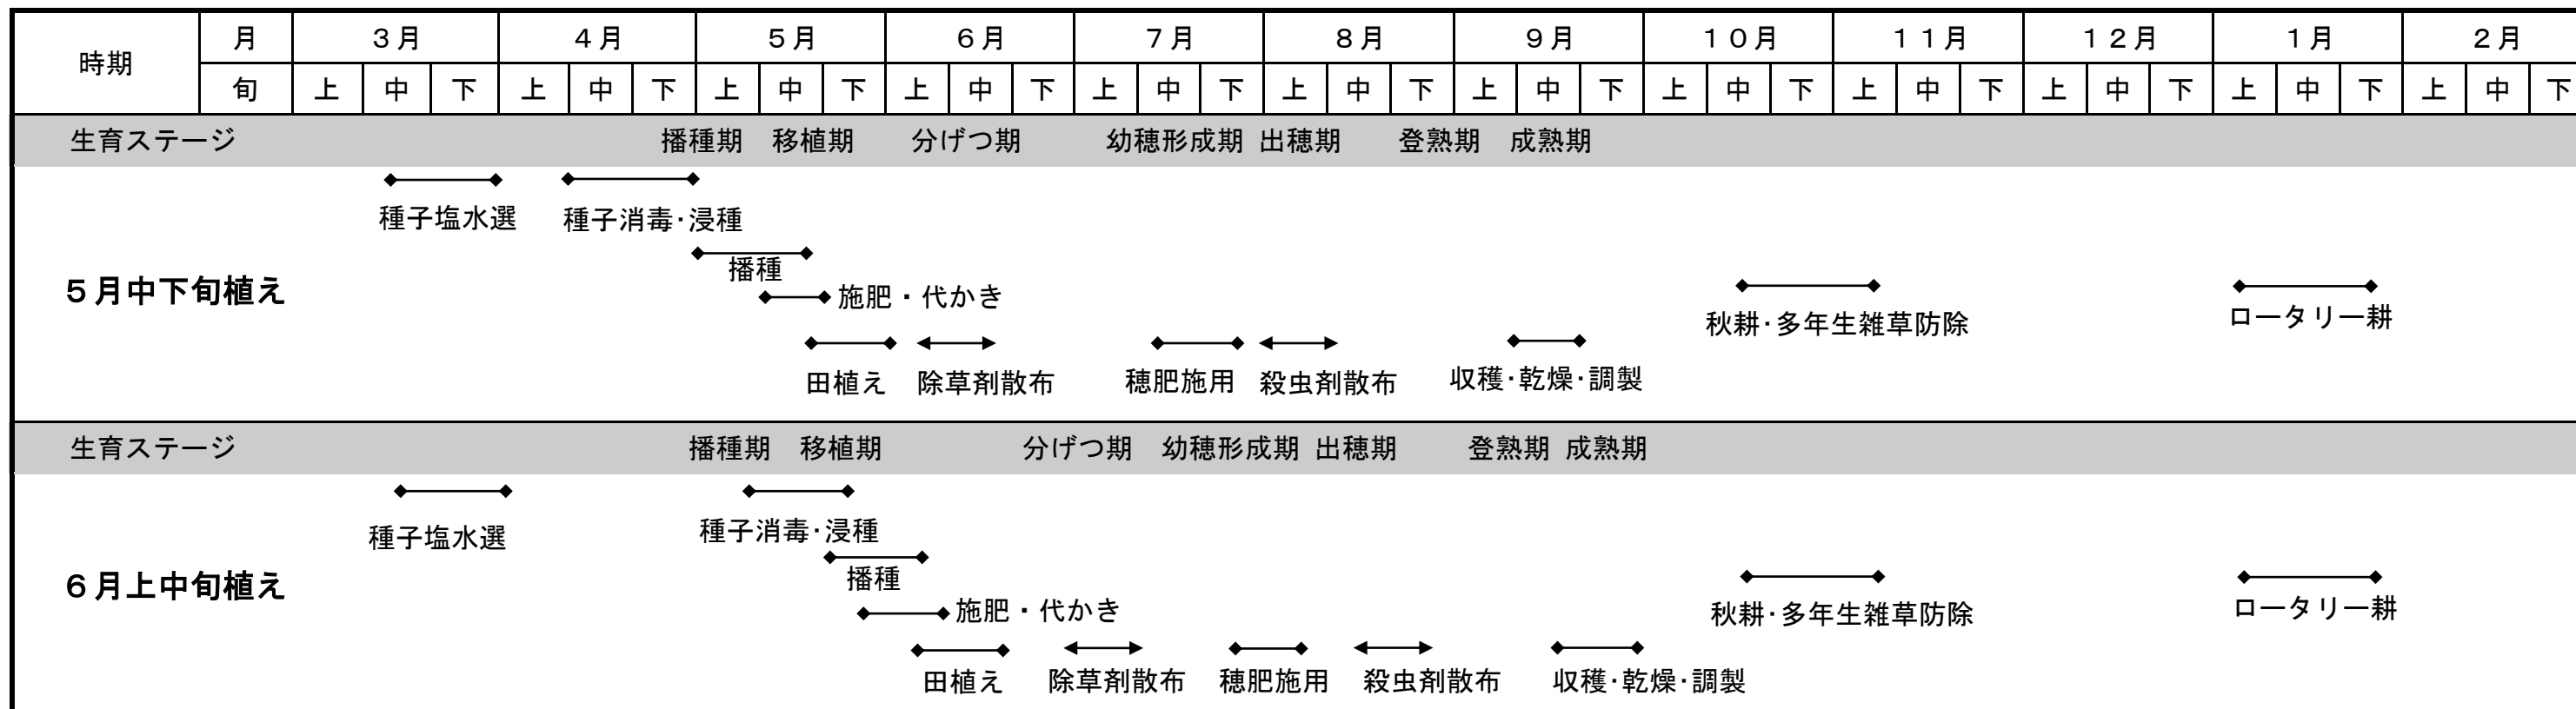 時期 月 3月 4月 5月 6月 7月 8月 9月 10月 11月 12月 1月 2月
旬 上 中 下 上 中 下 上 中 下 上 中 下 上 中 下 上 中 下 上 中 下 上 中 下 上 中 下 上 中 下 上 中 下 上 中 下
生育ステージ 播種期 移植期 分げつ期 幼穂形成期 出穂期 登熟期 成熟期
種子塩水選 種子消毒･浸種
播種
5月中下旬植え 施肥・代かき 秋耕･多年生雑草防除 ロータリー耕
田植え 除草剤散布 穂肥施用 殺虫剤散布 収穫･乾燥･調製
生育ステージ 播種期 移植期 分げつ期 幼穂形成期 出穂期 登熟期 成熟期
種子塩水選 種子消毒･浸種
播種
6月上中旬植え 施肥・代かき 秋耕･多年生雑草防除 ロータリー耕
田植え 除草剤散布 穂肥施用 殺虫剤散布 収穫･乾燥･調製